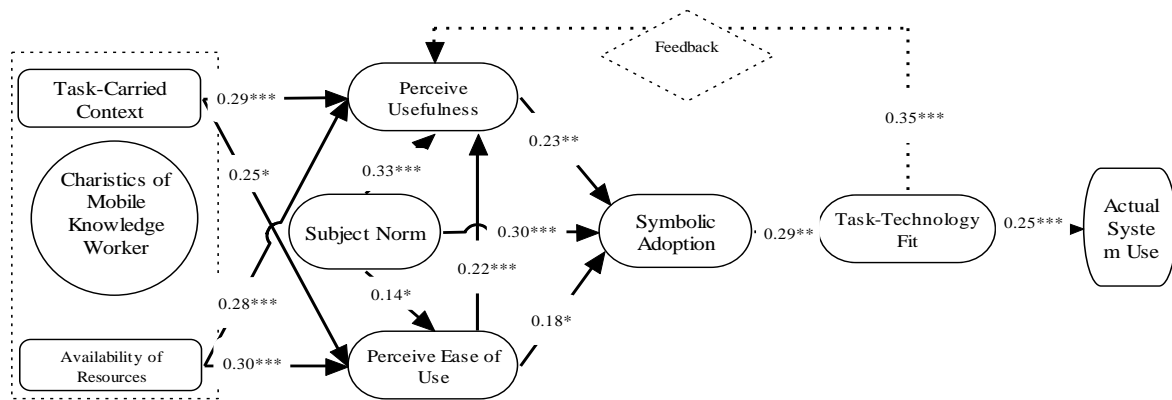 Feedback
Task-Carried
Context
0.29***
Perceive
Usefulness
0.35***
0.23**
0.33***
0.25*
Charistics of
Mobile
Knowledge
Worker
Subject Norm
0.30***
Symbolic
Adoption
0.29**
Task-Technology
Fit
0.25***
Actual
Syste
m Use
0.22***
0.28***
0.14*
0.18*
Availability of
Resources
0.30***
Perceive Ease of
Use